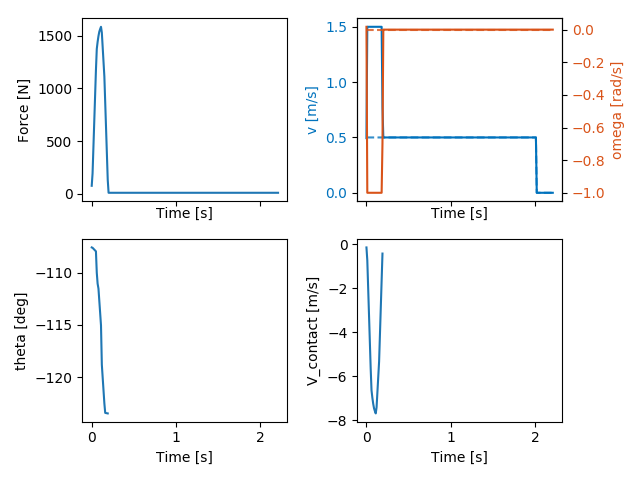 Force [N]
1500
1000
500
0
Time [s]
v [m/s]
1.5
1.0
0.5
0.0
Time [s]
0.0
−0.2
−0.4
−0.6
−0.8
−1.0
omega [rad/s]
theta [deg]
−110
−115
−120
0 1 2
Time [s]
V_contact [m/s]
0
−2
−4
−6
−8
0 1 2
Time [s]